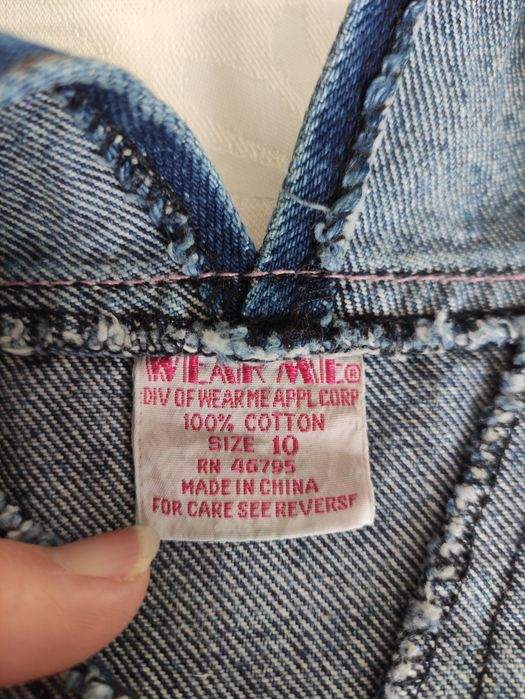 WEAR ME®
DIV OF WEAR ME APPL CORP
100% COTTON
SIZE 10
RN 46795
MADE IN CHINA
FOR CARE SEE REVERSE